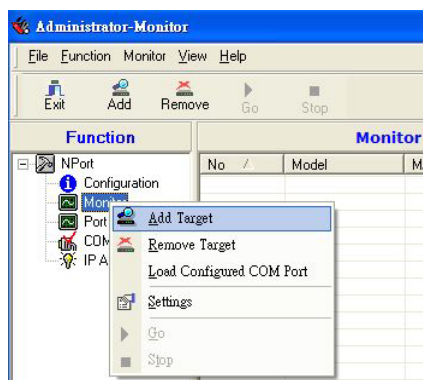 Administrator-Monitor
File Function Monitor View Help
Exit Add Remove Go Stop
Function Monitor
NPort No Model
Configuration
Monitor
Port
COM
IP A
Add Target
Remove Target
Load Configured COM Port
Settings
Go
Stop